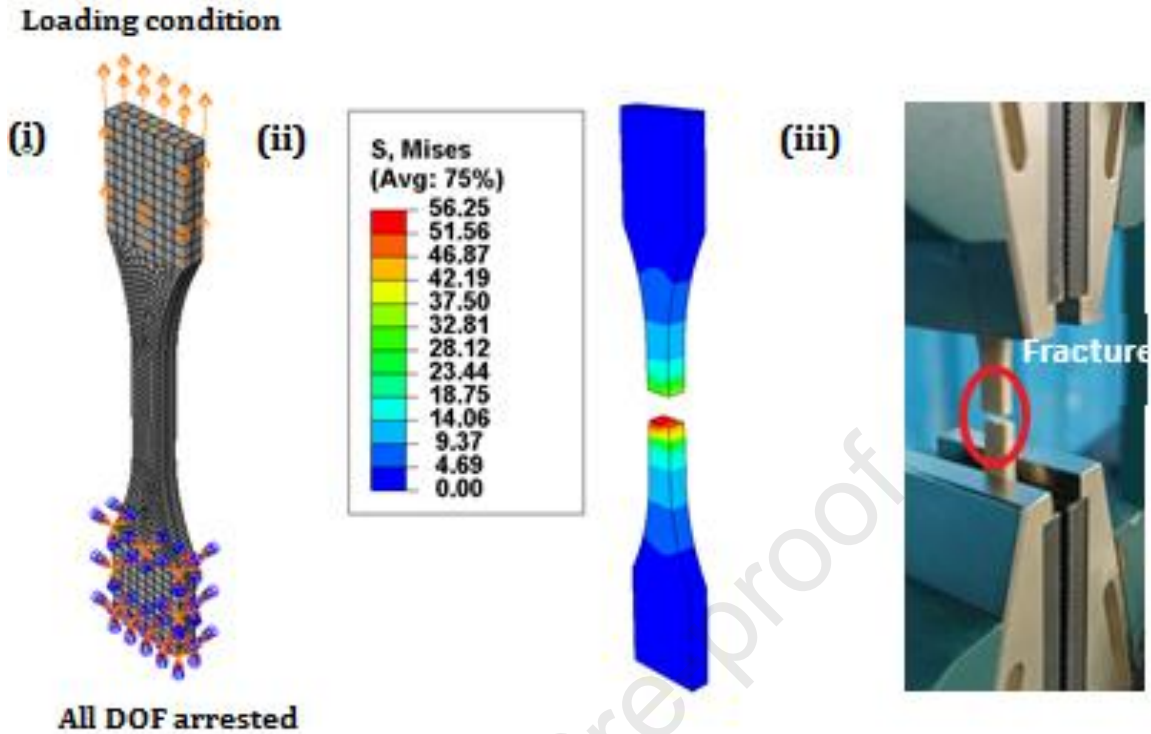 Loading condition
(i)
(ii)
(iii)
S, Mises
(Avg: 75%)
56.25
51.56
46.87
42.19
37.50
32.81
28.12
23.44
18.75
14.06
9.37
4.69
0.00
Fracture
All DOF arrested